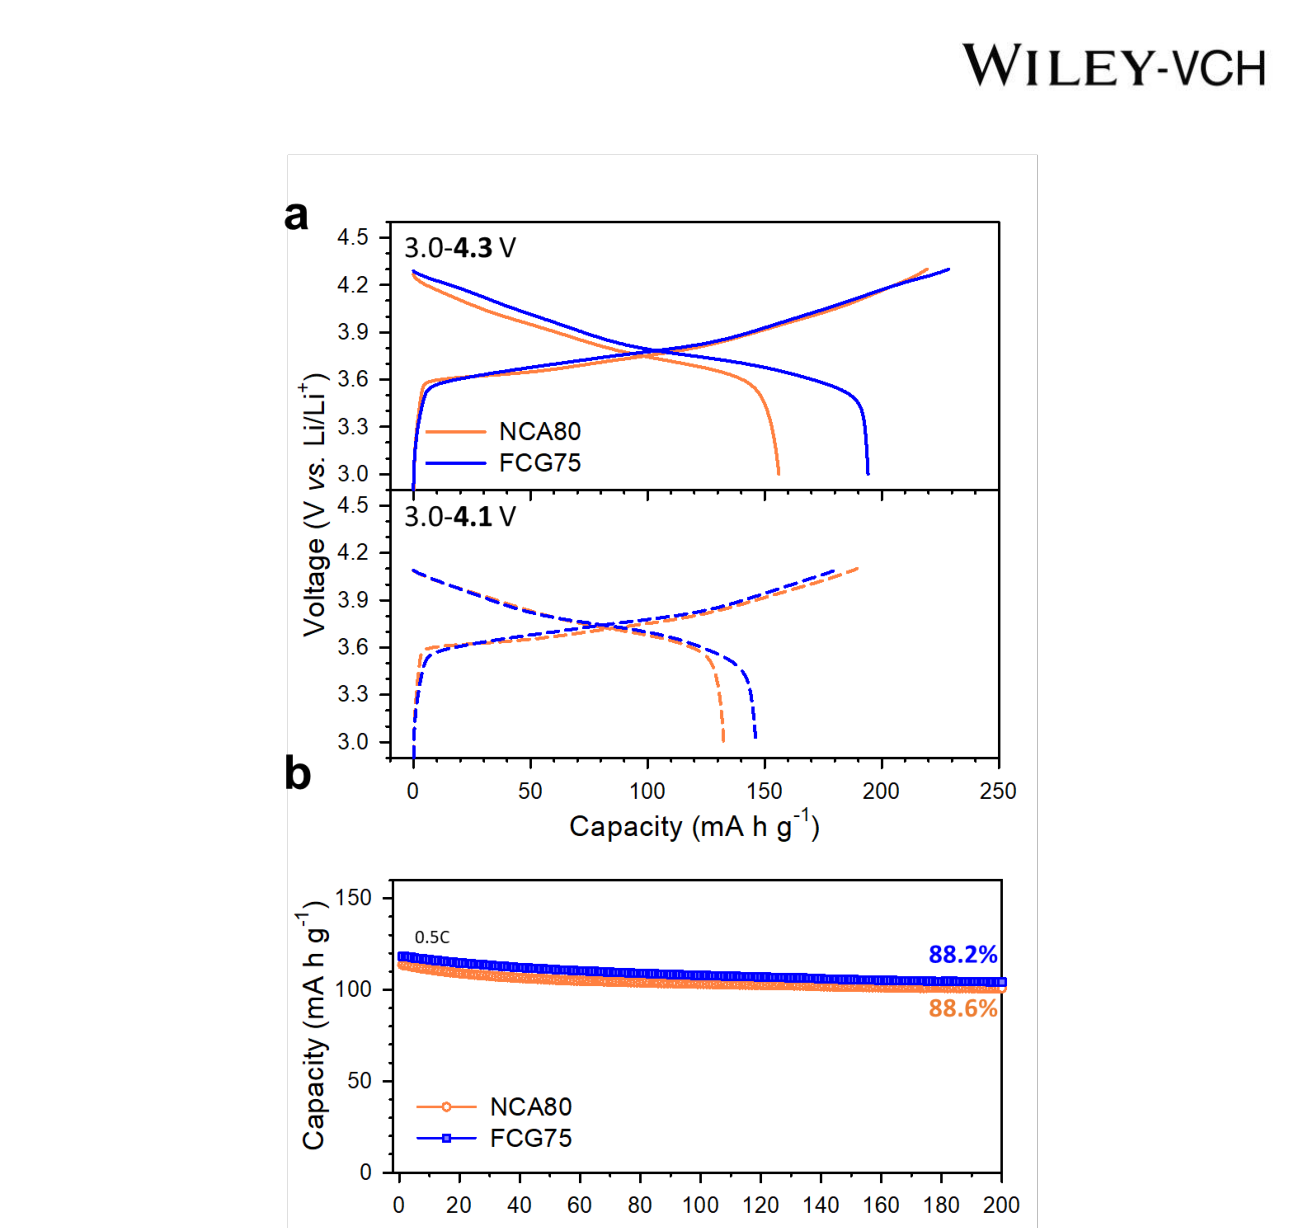 WILEY-VCH
a
3.0-4.3 V
4.5
4.2
3.9
3.6
3.3
3.0
NCA80
FCG75
Voltage (V vs. Li/Li+)
3.0-4.1 V
4.5
4.2
3.9
3.6
3.3
3.0
0 50 100 150 200 250
Capacity (mA h g-1)
b
150
100
50
0
Capacity (mA h g-1)
0.5C
88.2%
88.6%
NCA80
FCG75
0 20 40 60 80 100 120 140 160 180 200